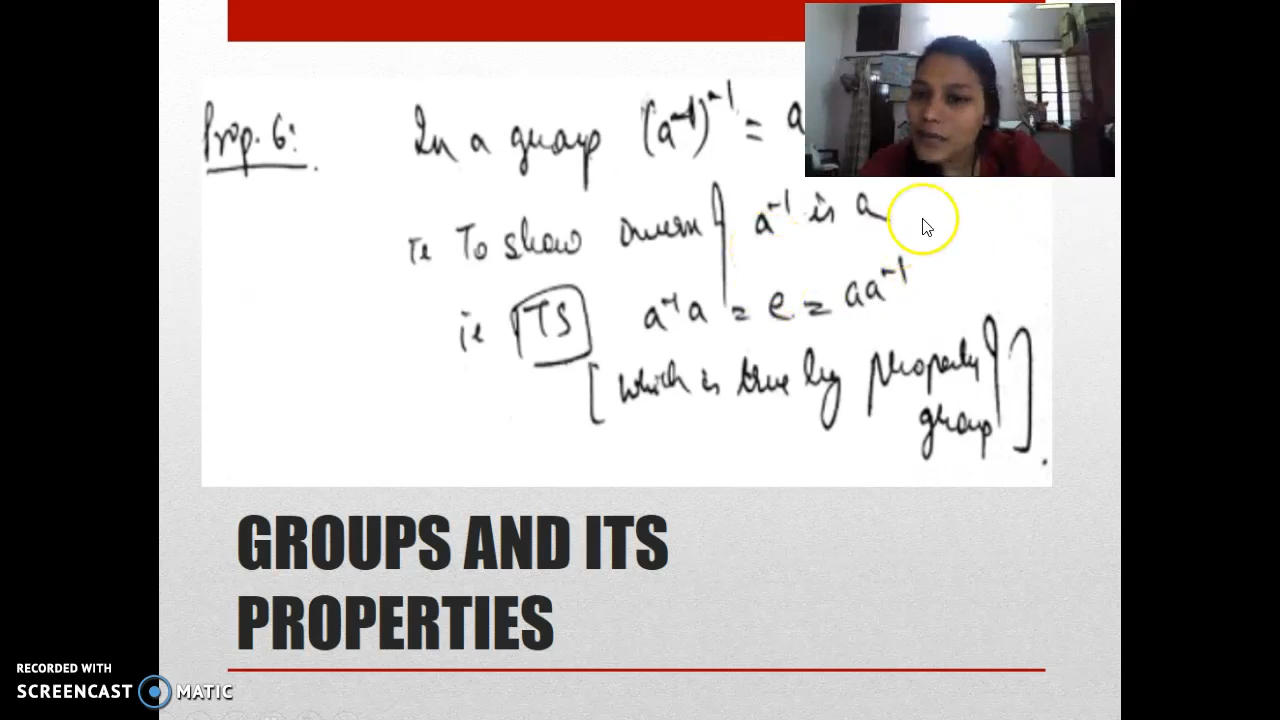 Prop. 6: In a group (a⁻¹)⁻¹ = a
ie To show inverse of a⁻¹ is a
ie TS a⁻¹a = e = aa⁻¹
[which is true by property of
group].
GROUPS AND ITS
PROPERTIES
RECORDED WITH
SCREENCAST MATIC